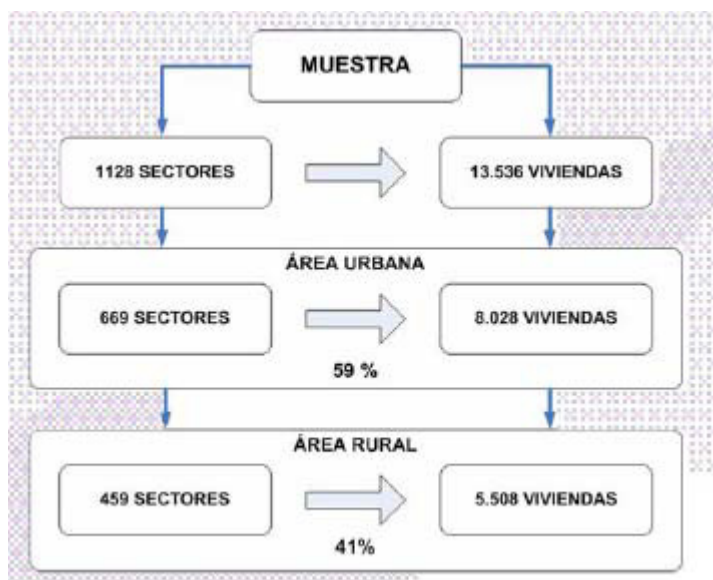 MUESTRA
1128 SECTORES
13.536 VIVIENDAS
ÁREA URBANA
669 SECTORES
8.028 VIVIENDAS
59 %
ÁREA RURAL
459 SECTORES
5.508 VIVIENDAS
41%